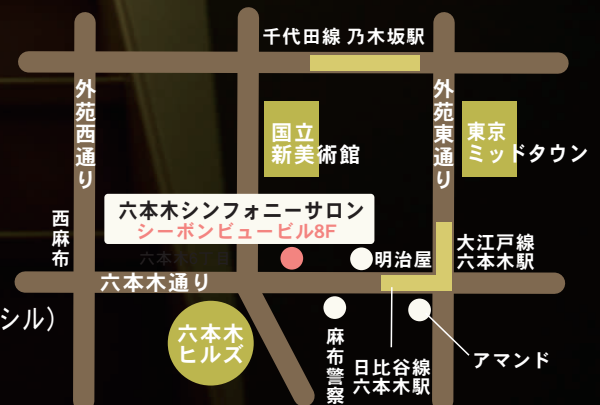 千代田線 乃木坂駅
外苑西通り
外苑東通り
国立
新美術館
東京
ミッドタウン
六本木シンフォニーサロン
シーボンビュービル8F
西麻布
明治屋
大江戸線
六本木駅
六本木通り
シル)
六本木
ヒルズ
麻布警察
日比谷線
六本木駅
アマンド